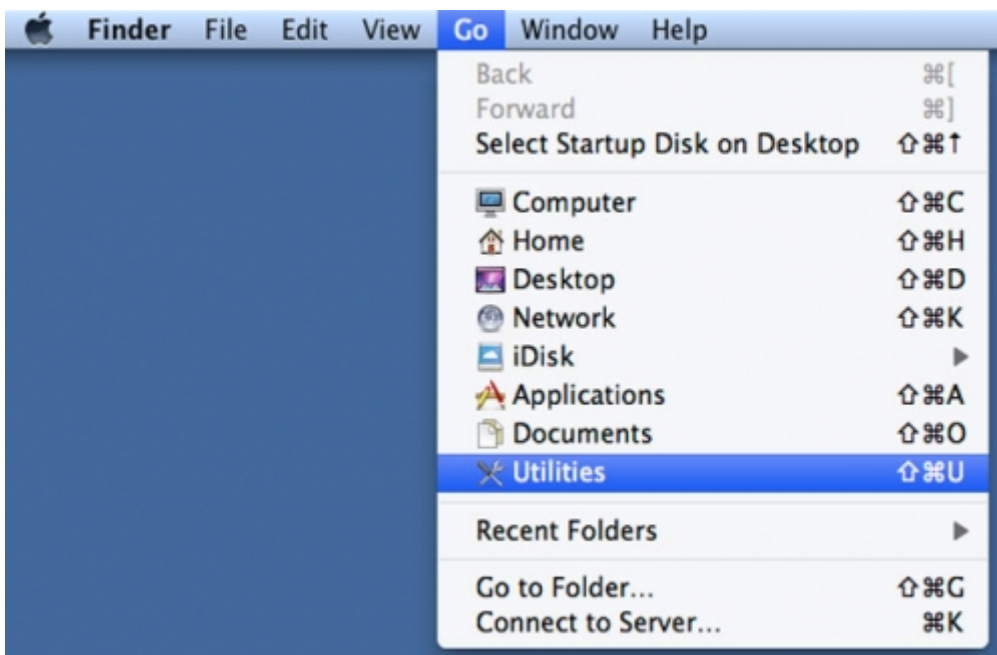 Finder File Edit View Go Window Help
Back ⌘[
Forward ⌘]
Select Startup Disk on Desktop ⇧⌘↑
Computer ⇧⌘C
Home ⇧⌘H
Desktop ⇧⌘D
Network ⇧⌘K
iDisk ▶
Applications ⇧⌘A
Documents ⇧⌘O
Utilities ⇧⌘U
Recent Folders ▶
Go to Folder... ⇧⌘G
Connect to Server... ⌘K